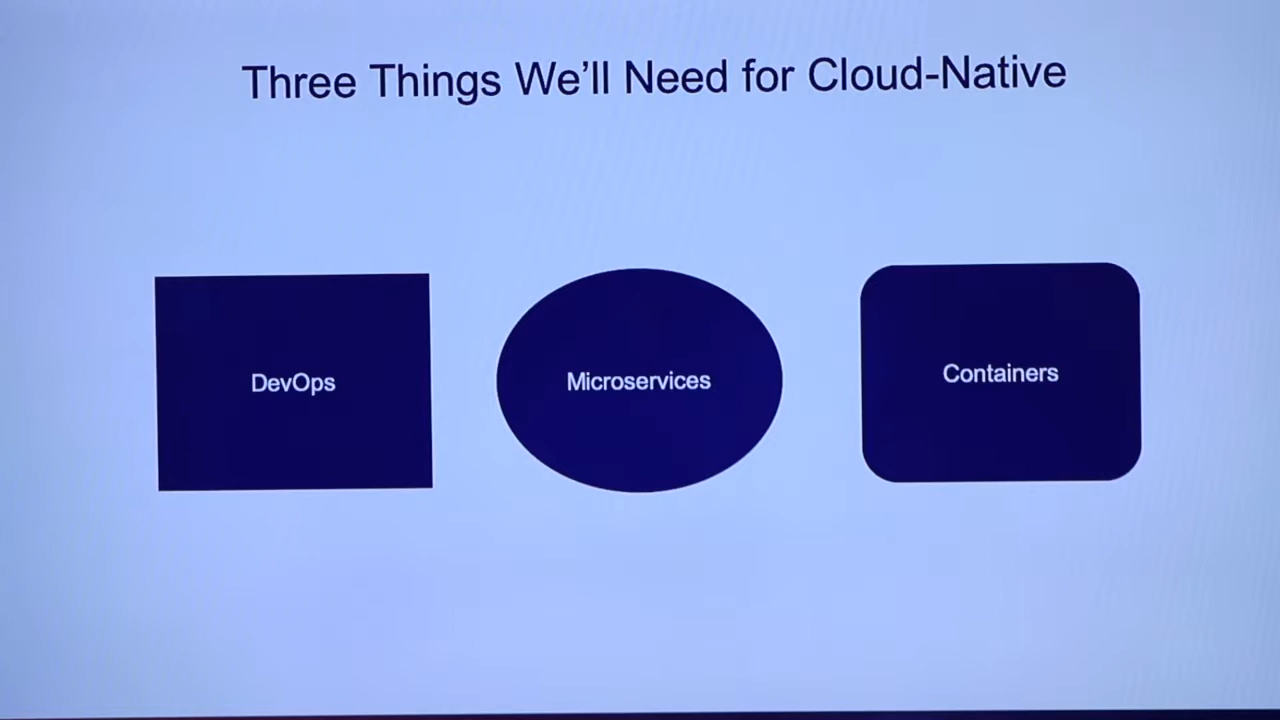 Three Things We'll Need for Cloud-Native
DevOps
Microservices
Containers